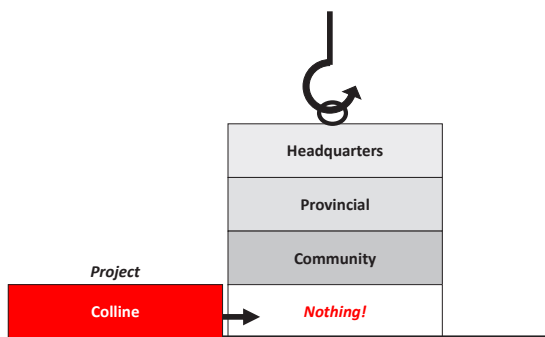 Headquarters
Provincial
Community
Project
Colline
Nothing!